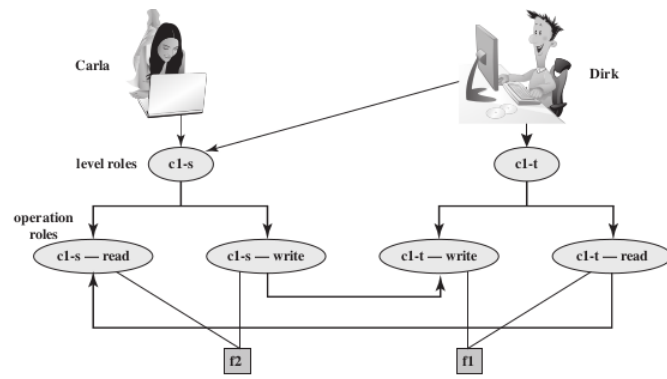 Carla
Dirk
level roles
c1-s
c1-t
operation
roles
c1-s — read
c1-s — write
c1-t — write
c1-t — read
f2
f1